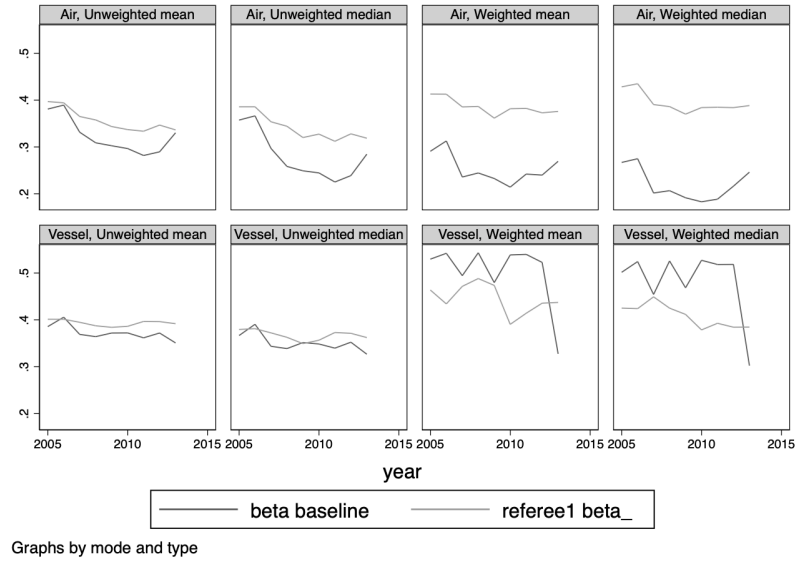 Air, Unweighted mean
Air, Unweighted median
Air, Weighted mean
Air, Weighted median
.5
.4
.3
.2
Vessel, Unweighted mean
Vessel, Unweighted median
Vessel, Weighted mean
Vessel, Weighted median
.5
.4
.3
.2
2005 2010 2015 2005 2010 2015 2005 2010 2015 2005 2010 2015
year
beta baseline referee1 beta_
Graphs by mode and type